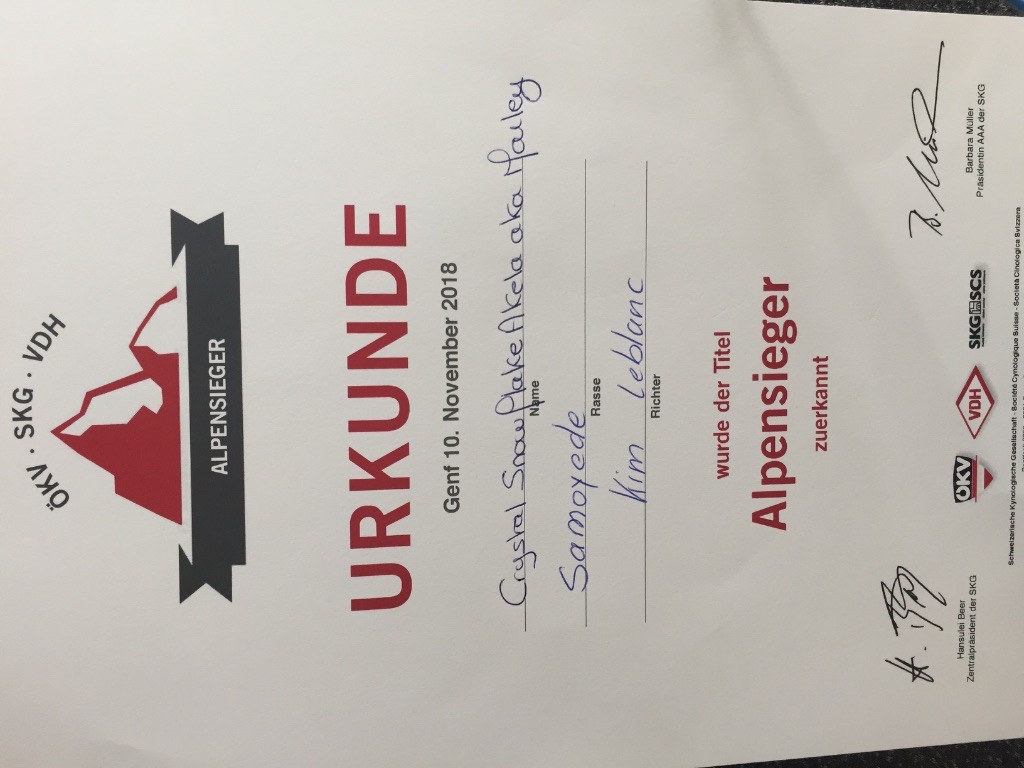 ÖKV · SKG · VDH
ALPENSIEGER
URKUNDE
Genf 10. November 2018
Crystal Snowflake Akela aka Marley
Name
Samoyede
Rasse
Kim Leblanc
Richter
wurde der Titel
Alpensieger
zuerkannt
Hansulei Beer
Zentralpräsident der SKG
B. Müller
Barbara Müller
Präsidentin AAA der SKG
ÖKV
VDH
SKG SCS
Schweizerische Kynologische Gesellschaft - Société Cynologique Suisse - Società Cinologica Svizzera